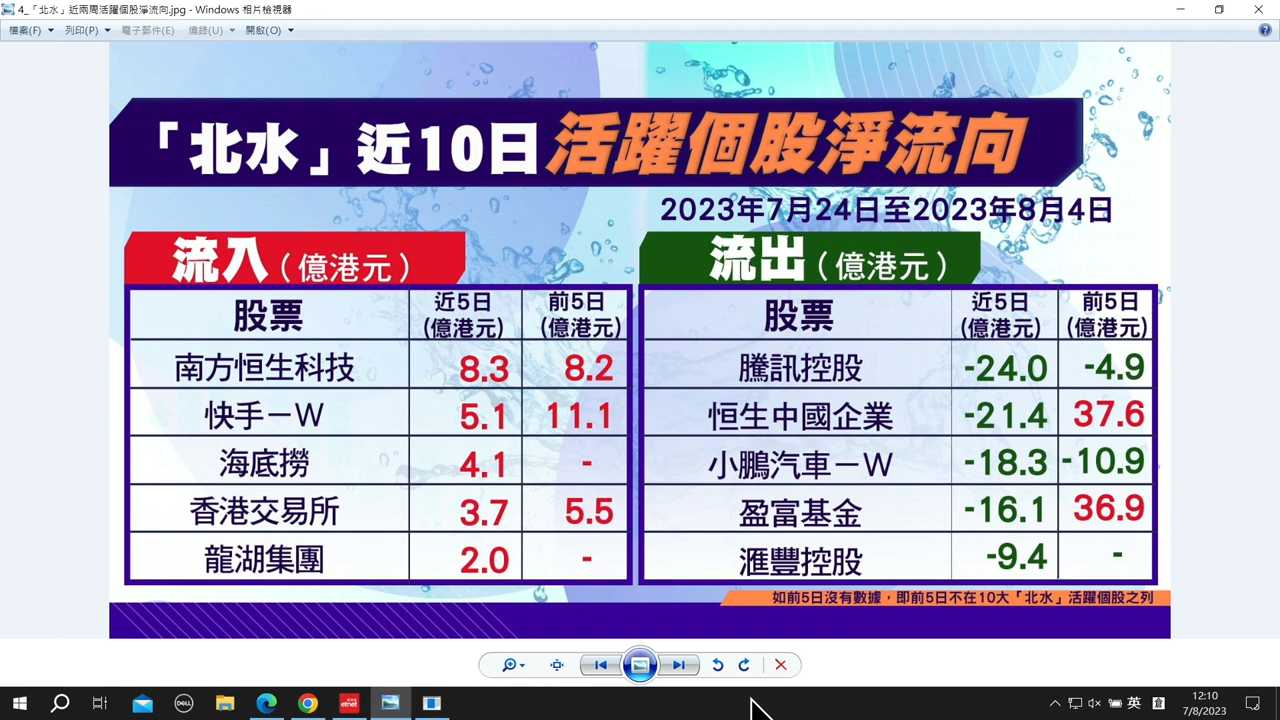 4_「北水」近兩周活躍個股淨流向.jpg - Windows 相片檢視器
檔案(F) 列印(P) 電子郵件(E) 燒錄(U) 開啟(O)
「北水」近10日活躍個股淨流向
2023年7月24日至2023年8月4日
流入（億港元）
股票 近5日(億港元) 前5日(億港元)
南方恒生科技 8.3 8.2
快手－W 5.1 11.1
海底撈 4.1 -
香港交易所 3.7 5.5
龍湖集團 2.0 -
流出（億港元）
股票 近5日(億港元) 前5日(億港元)
騰訊控股 -24.0 -4.9
恒生中國企業 -21.4 37.6
小鵬汽車－W -18.3 -10.9
盈富基金 -16.1 36.9
滙豐控股 -9.4 -
如前5日沒有數據，即前5日不在10大「北水」活躍個股之列
DELL
etnet
英
倉
12:10
7/8/2023